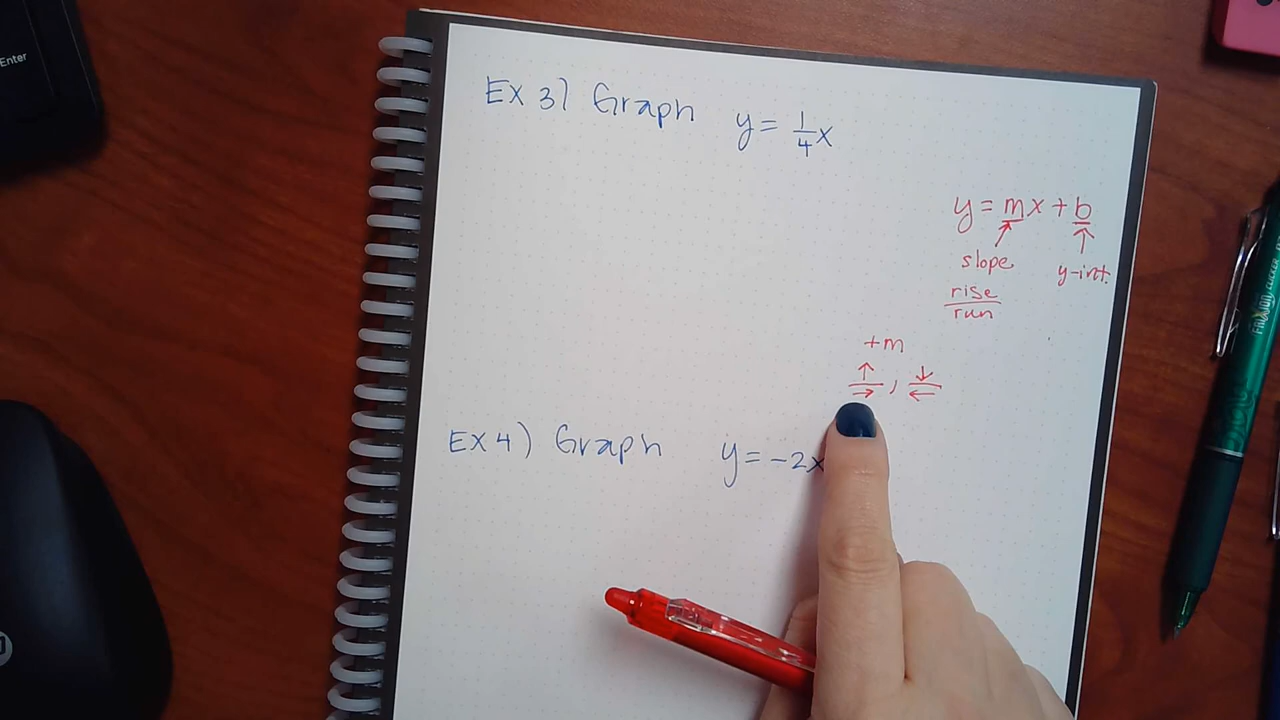 Enter
Ex 3) Graph y = 1/4 x
y = mx + b
slope y-int.
rise
run
+m
↑/→ , ↓/←
Ex 4) Graph y = -2x